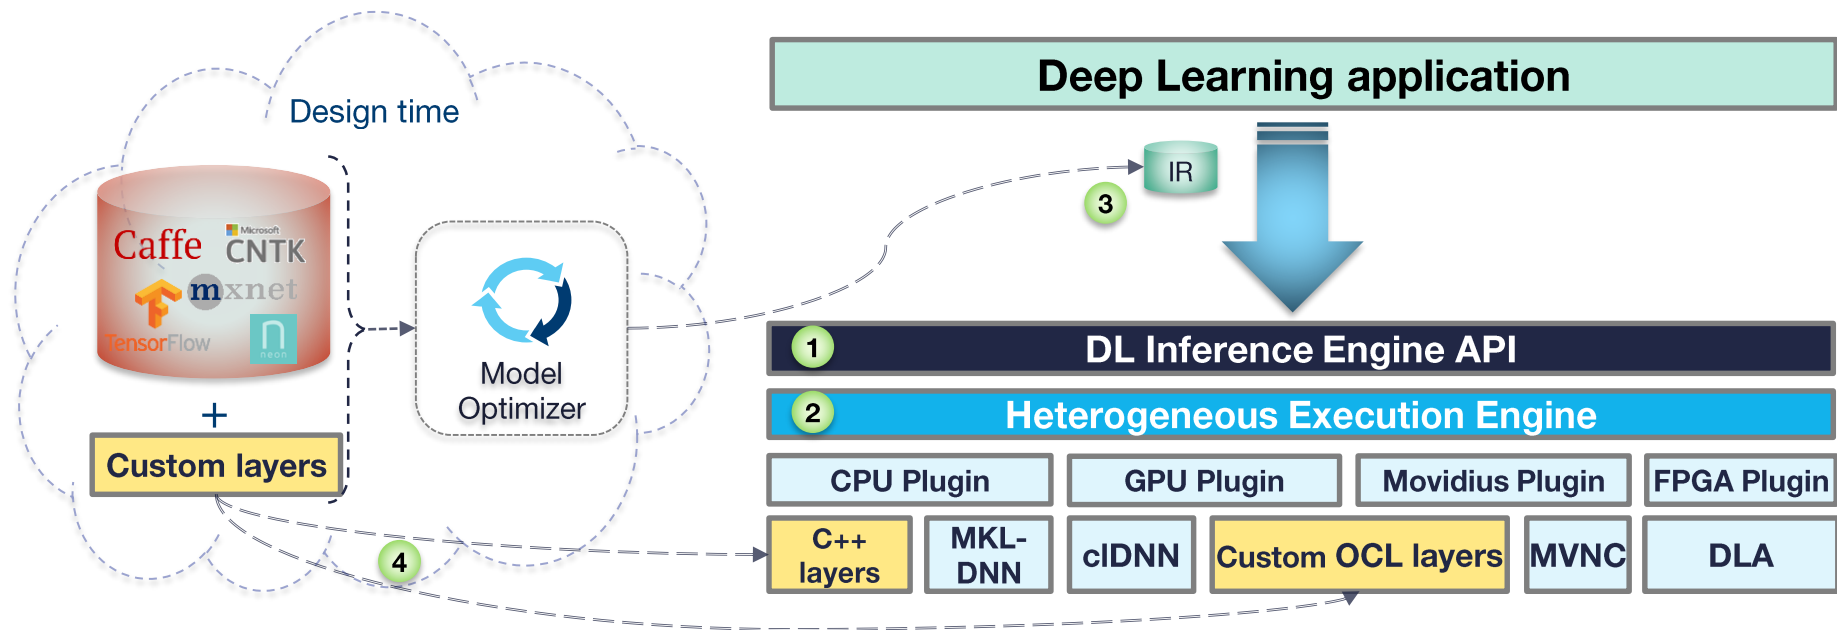 Design time
Caffe
Microsoft
CNTK
mxnet
TensorFlow
n
neon
+
Custom layers
Model
Optimizer
4
Deep Learning application
IR
3
1
DL Inference Engine API
2
Heterogeneous Execution Engine
CPU Plugin
GPU Plugin
Movidius Plugin
FPGA Plugin
C++
layers
MKL-
DNN
clDNN
Custom OCL layers
MVNC
DLA